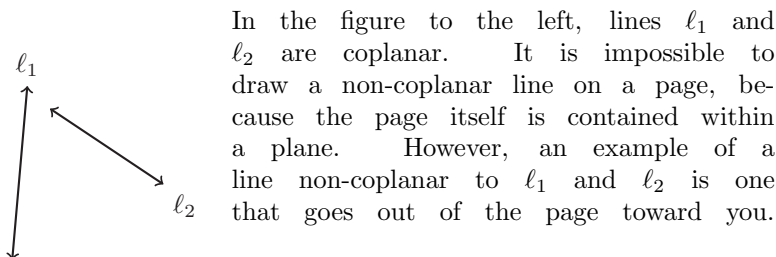 ℓ1
ℓ2
In the figure to the left, lines ℓ1 and
ℓ2 are coplanar. It is impossible to
draw a non-coplanar line on a page, be-
cause the page itself is contained within
a plane. However, an example of a
line non-coplanar to ℓ1 and ℓ2 is one
that goes out of the page toward you.